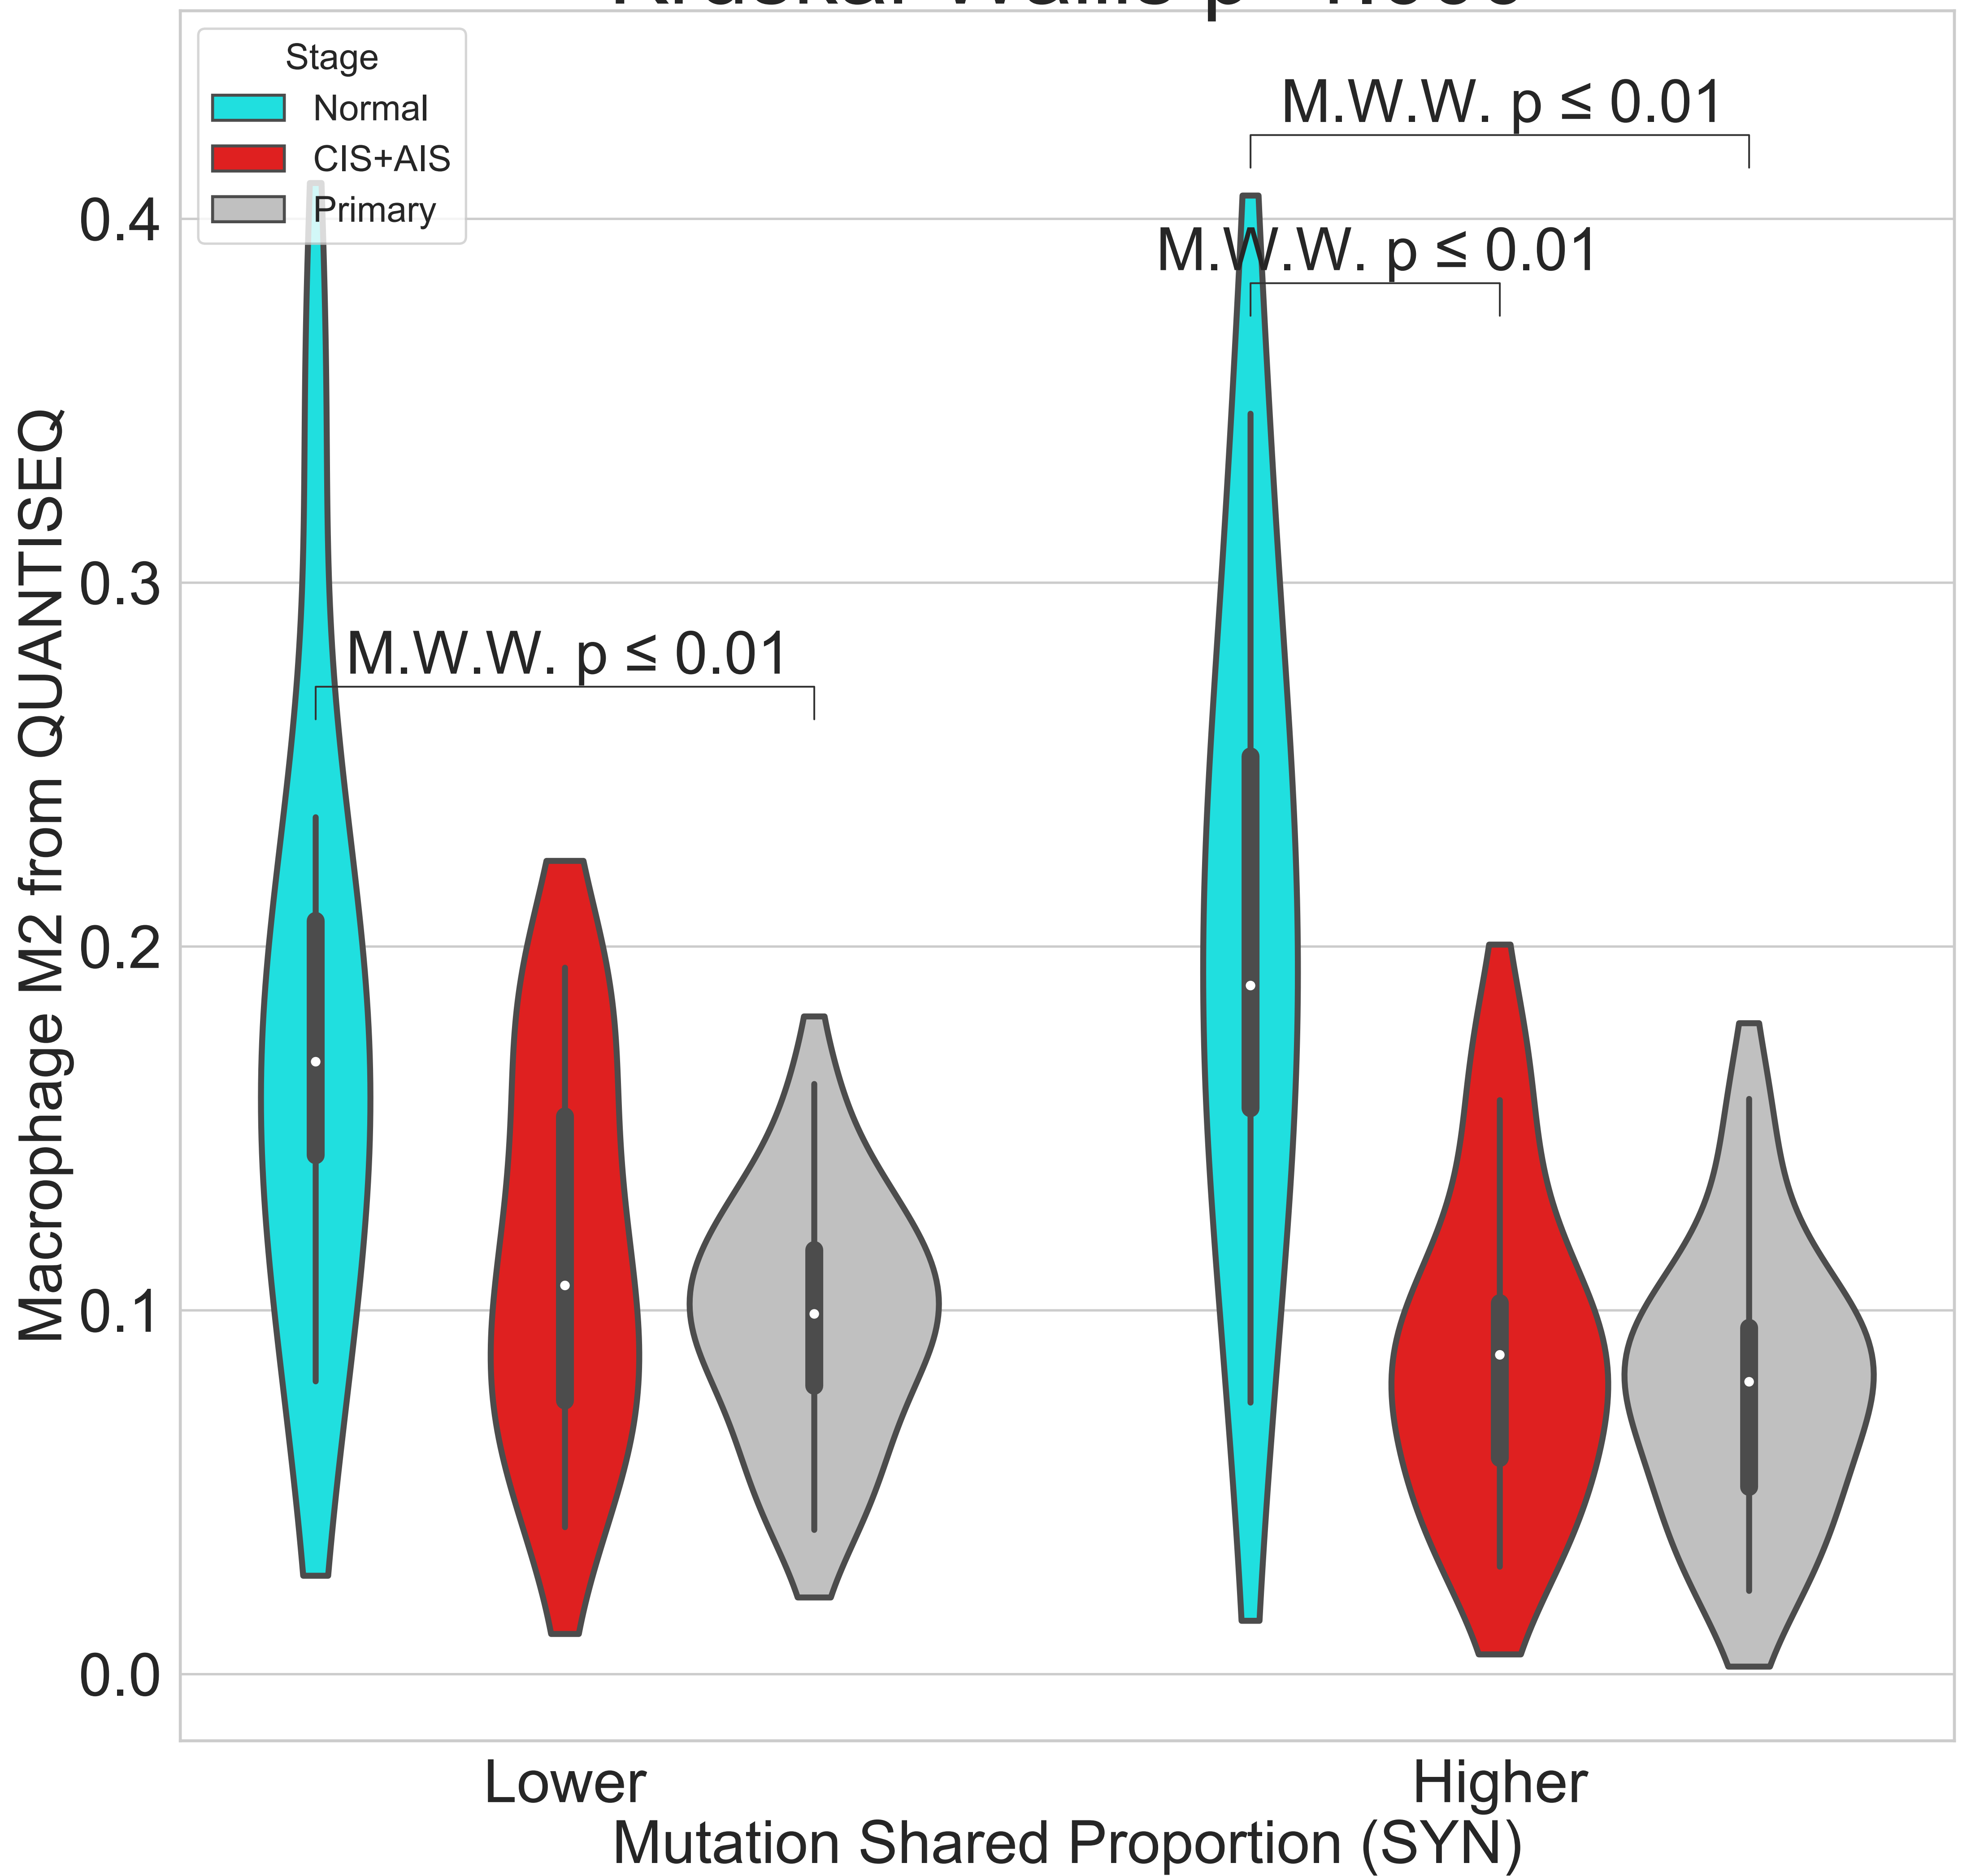 Stage
Normal
CIS+AIS
Primary
M.W.W. p ≤ 0.01
M.W.W. p ≤ 0.01
M.W.W. p ≤ 0.01
0.4
0.3
0.2
0.1
0.0
Macrophage M2 from QUANTISEQ
Lower
Higher
Mutation Shared Proportion (SYN)